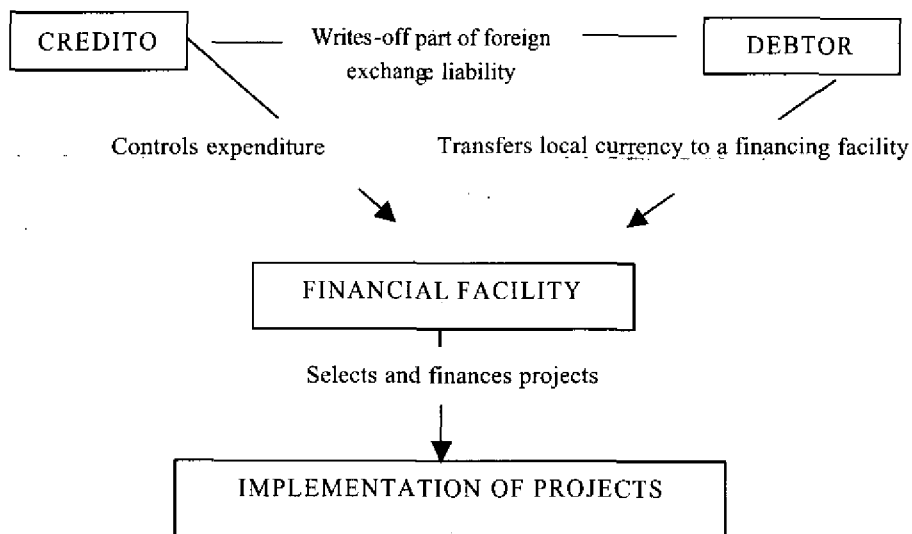 CREDITO
Writes-off part of foreign
exchange liability
DEBTOR
Controls expenditure
Transfers local currency to a financing facility
FINANCIAL FACILITY
Selects and finances projects
IMPLEMENTATION OF PROJECTS